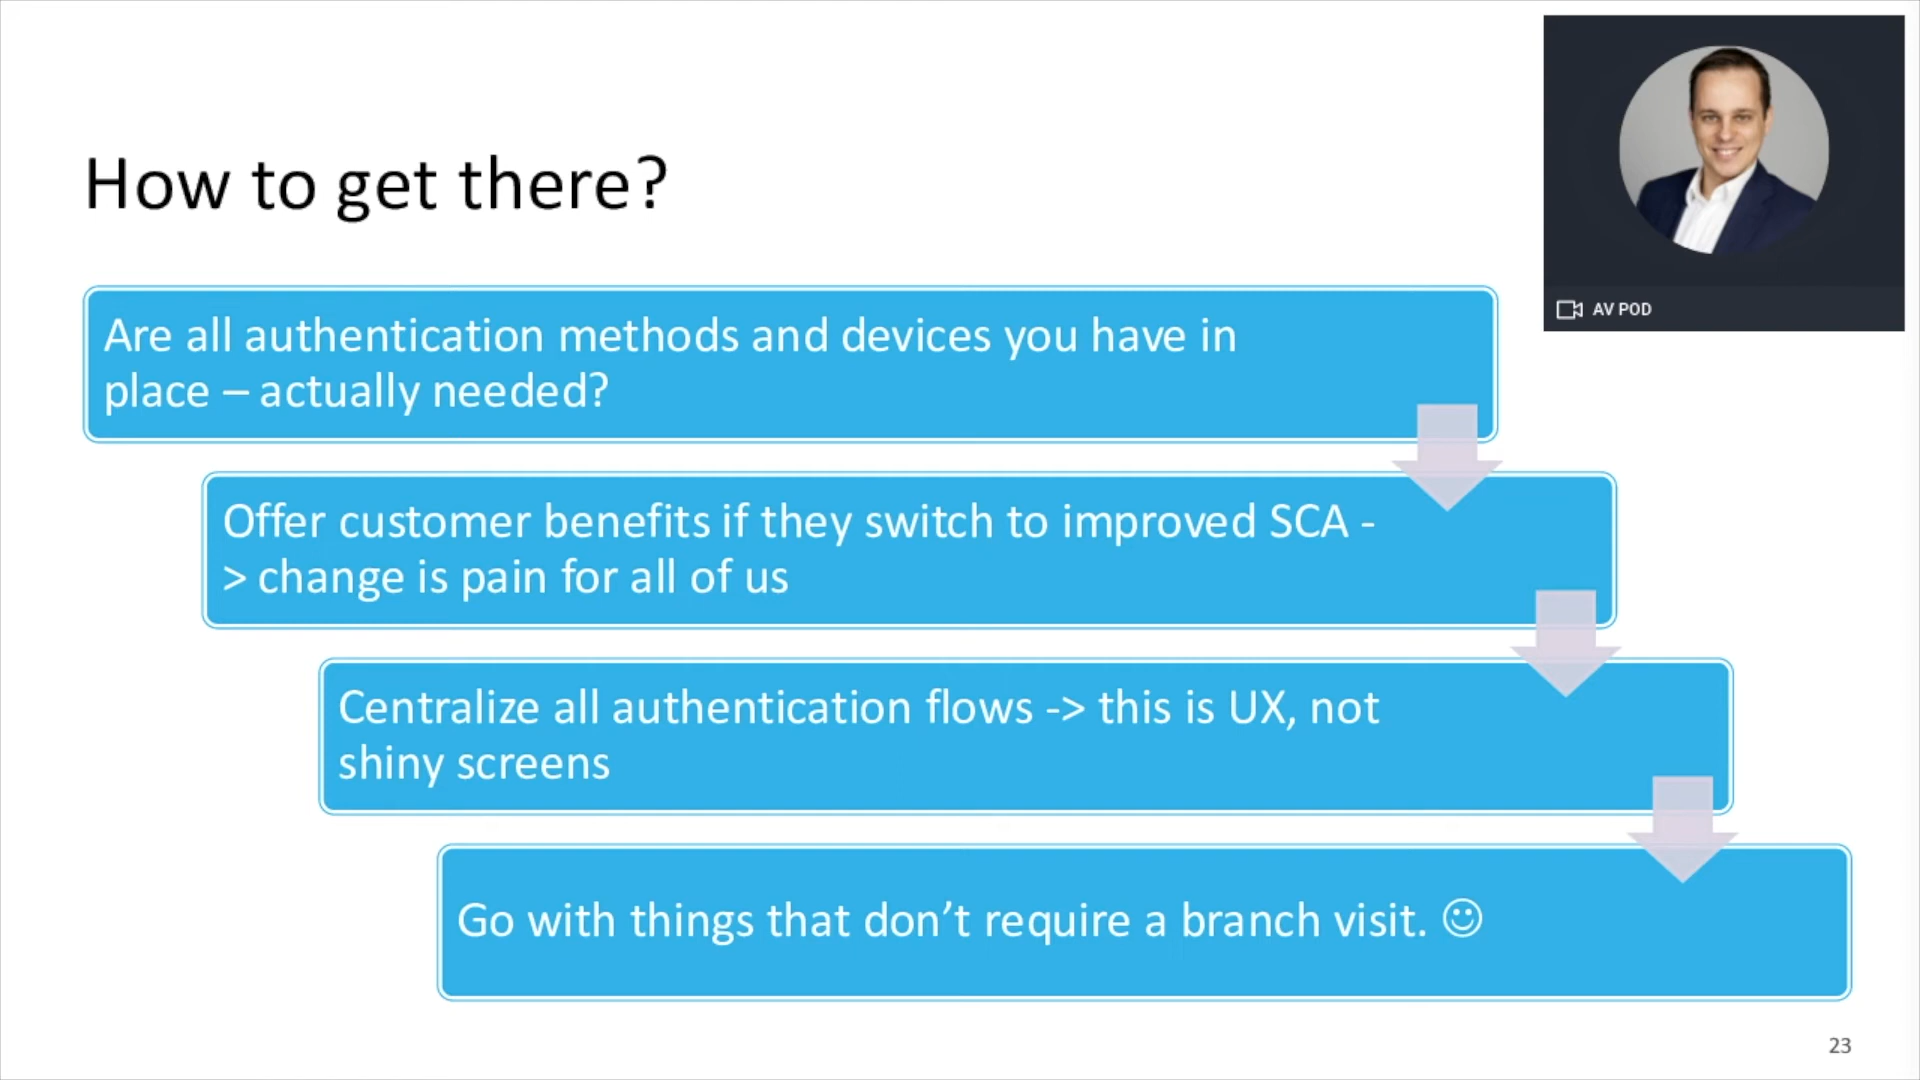 How to get there?
AV POD
Are all authentication methods and devices you have in
place – actually needed?
Offer customer benefits if they switch to improved SCA -
> change is pain for all of us
Centralize all authentication flows -> this is UX, not
shiny screens
Go with things that don’t require a branch visit. ☺
23